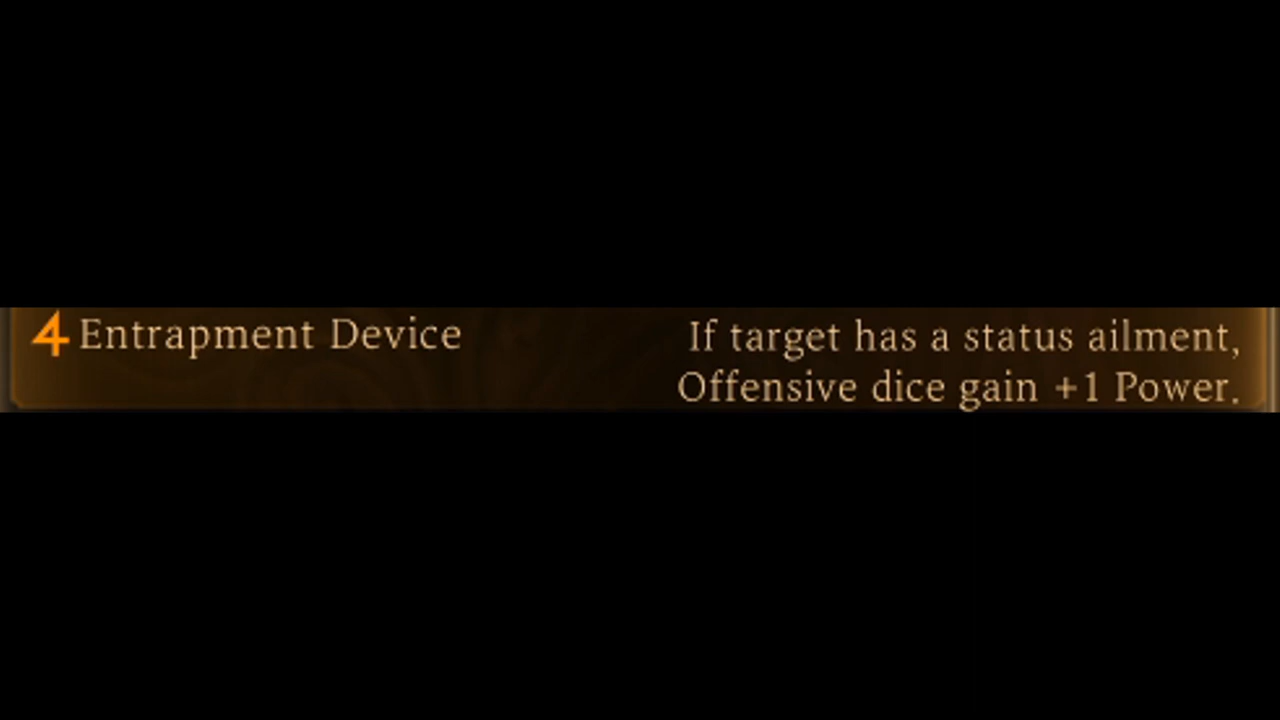 4 Entrapment Device
If target has a status ailment,
Offensive dice gain +1 Power.